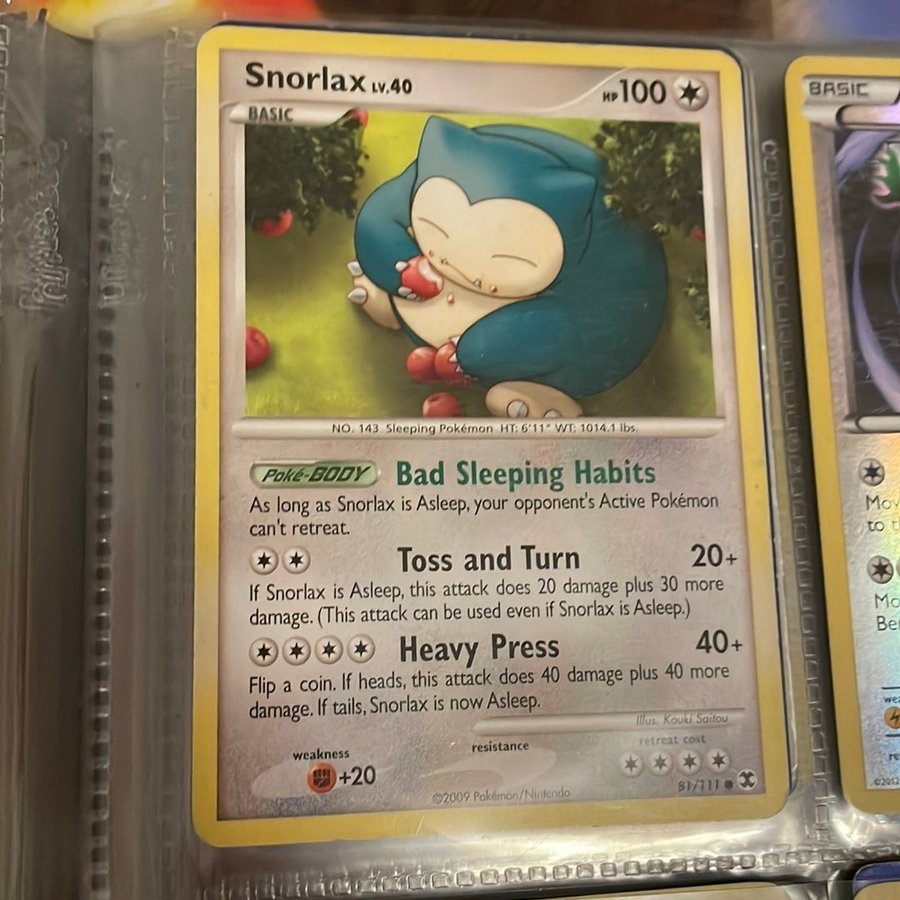 Snorlax LV.40
HP 100
BASIC
NO. 143 Sleeping Pokémon HT: 6'11" WT: 1014.1 lbs.
Poké-BODY Bad Sleeping Habits
As long as Snorlax is Asleep, your opponent's Active Pokémon
can't retreat.
Toss and Turn 20+
If Snorlax is Asleep, this attack does 20 damage plus 30 more
damage. (This attack can be used even if Snorlax is Asleep.)
Heavy Press 40+
Flip a coin. If heads, this attack does 40 damage plus 40 more
damage. If tails, Snorlax is now Asleep.
Illus. Kouki Saitou
weakness
+20
resistance
retreat cost
©2009 Pokémon/Nintendo
81/111
BASIC
to
©2012